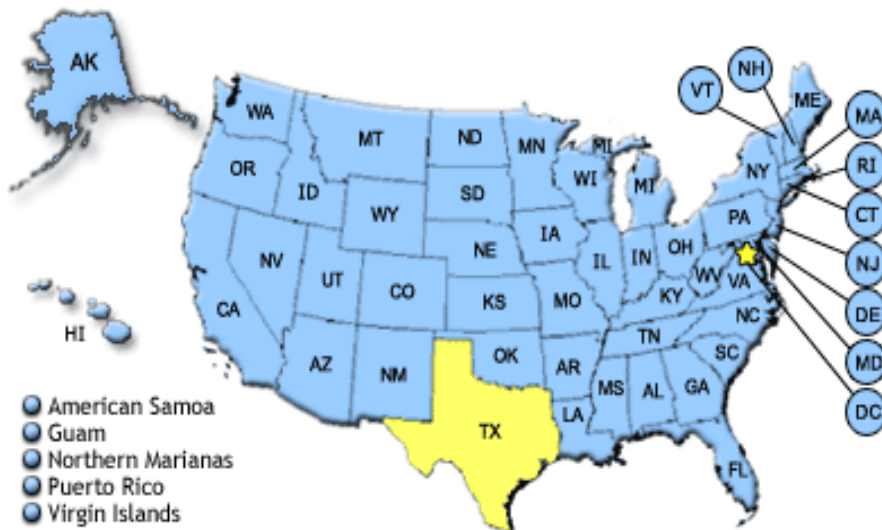 AK
WA
MT
ND
MN
MI
VT
NH
ME
MA
OR
ID
SD
WI
MI
NY
RI
WY
IA
PA
CT
NV
UT
NE
IL
IN
OH
NJ
CA
CO
KS
MO
WV
VA
KY
DE
HI
AZ
NM
OK
AR
TN
NC
SC
MD
MS
AL
GA
DC
TX
LA
FL
American Samoa
Guam
Northern Marianas
Puerto Rico
Virgin Islands